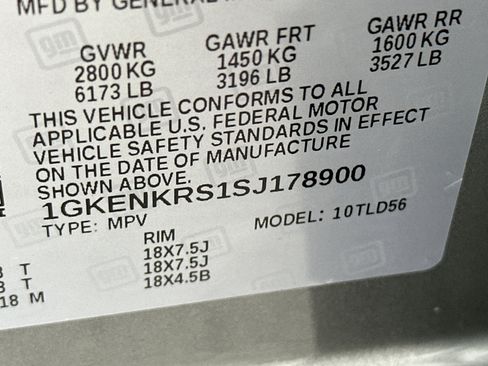 MFD BY GENERAL
GVWR GAWR FRT GAWR RR
2800 KG 1450 KG 1600 KG
6173 LB 3196 LB 3527 LB
THIS VEHICLE CONFORMS TO ALL
APPLICABLE U.S. FEDERAL MOTOR
VEHICLE SAFETY STANDARDS IN EFFECT
ON THE DATE OF MANUFACTURE
SHOWN ABOVE.
1GKENKRS1SJ178900
TYPE: MPV MODEL: 10TLD56
RIM
T 18X7.5J
T 18X7.5J
18 M 18X4.5B
gm